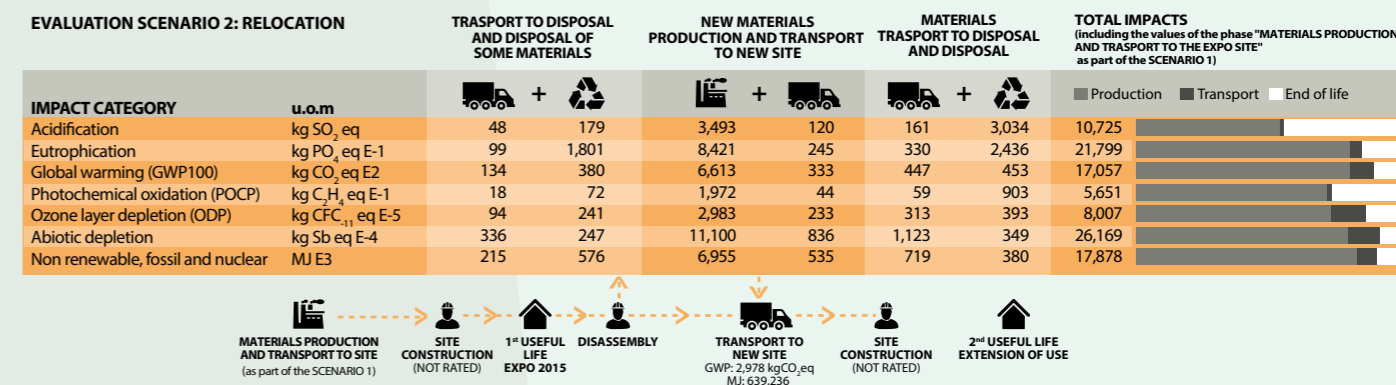 EVALUATION SCENARIO 2: RELOCATION
TRASPORT TO DISPOSAL
AND DISPOSAL OF
SOME MATERIALS
NEW MATERIALS
PRODUCTION AND TRANSPORT
TO NEW SITE
MATERIALS
TRASPORT TO DISPOSAL
AND DISPOSAL
TOTAL IMPACTS
(including the values of the phase "MATERIALS PRODUCTION
AND TRASPORT TO THE EXPO SITE"
as part of the SCENARIO 1)
+ + +
Production Transport End of life
IMPACT CATEGORY u.o.m
Acidification kg SO2 eq 48 179 3,493 120 161 3,034 10,725
Eutrophication kg PO4 eq E-1 99 1,801 8,421 245 330 2,436 21,799
Global warming (GWP100) kg CO2 eq E2 134 380 6,613 333 447 453 17,057
Photochemical oxidation (POCP) kg C2H4 eq E-1 18 72 1,972 44 59 903 5,651
Ozone layer depletion (ODP) kg CFC-11 eq E-5 94 241 2,983 233 313 393 8,007
Abiotic depletion kg Sb eq E-4 336 247 11,100 836 1,123 349 26,169
Non renewable, fossil and nuclear MJ E3 215 576 6,955 535 719 380 17,878
MATERIALS PRODUCTION
AND TRANSPORT TO SITE
(as part of the SCENARIO 1)
SITE
CONSTRUCTION
(NOT RATED)
1st USEFUL
LIFE
EXPO 2015
DISASSEMBLY
TRANSPORT TO
NEW SITE
GWP: 2,978 kgCO2eq
MJ: 639,236
SITE
CONSTRUCTION
(NOT RATED)
2nd USEFUL LIFE
EXTENSION OF USE